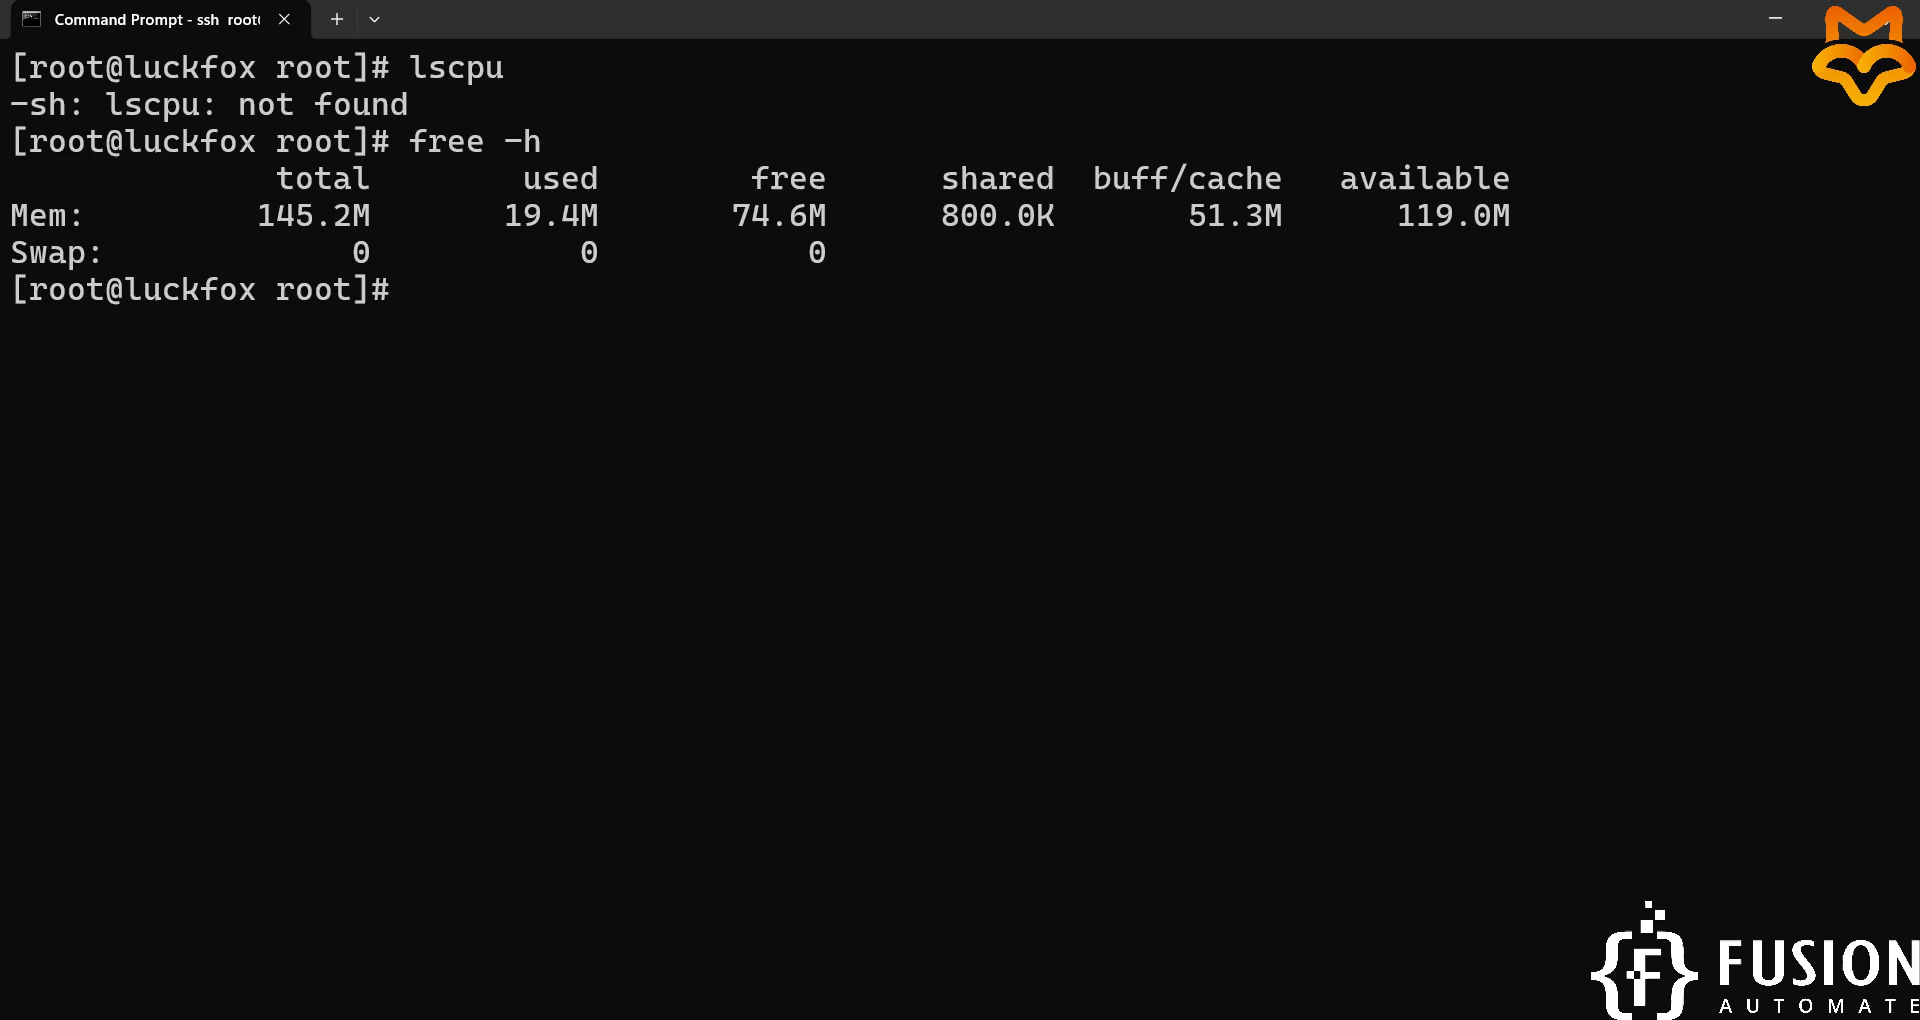 Command Prompt - ssh root
[root@luckfox root]# lscpu
-sh: lscpu: not found
[root@luckfox root]# free -h
total used free shared buff/cache available
Mem: 145.2M 19.4M 74.6M 800.0K 51.3M 119.0M
Swap: 0 0 0
[root@luckfox root]#
FUSION
AUTOMATE